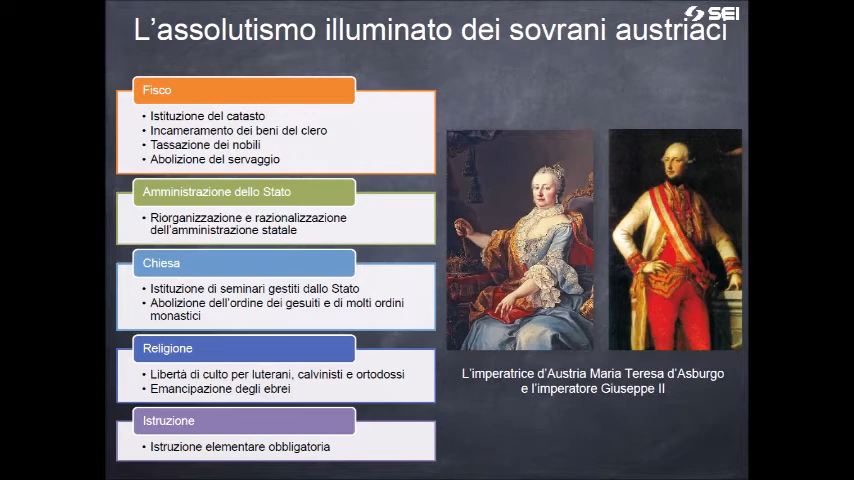 SEI
L'assolutismo illuminato dei sovrani austriaci
Fisco
• Istituzione del catasto
• Incameramento dei beni del clero
• Tassazione dei nobili
• Abolizione del servaggio
Amministrazione dello Stato
• Riorganizzazione e razionalizzazione
dell'amministrazione statale
Chiesa
• Istituzione di seminari gestiti dallo Stato
• Abolizione dell'ordine dei gesuiti e di molti ordini
monastici
Religione
• Libertà di culto per luterani, calvinisti e ortodossi
• Emancipazione degli ebrei
Istruzione
• Istruzione elementare obbligatoria
L'imperatrice d'Austria Maria Teresa d'Asburgo
e l'imperatore Giuseppe II